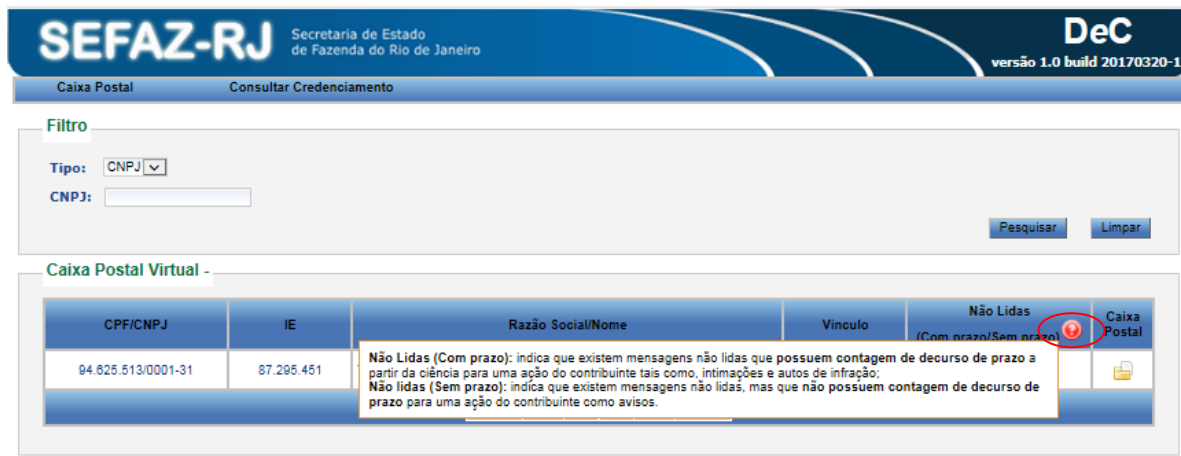 SEFAZ-RJ
Secretaria de Estado
de Fazenda do Rio de Janeiro
DeC
versão 1.0 build 20170320-1
Caixa Postal Consultar Credenciamento
Filtro
Tipo: CNPJ
CNPJ:
Pesquisar Limpar
Caixa Postal Virtual -
CPF/CNPJ IE Razão Social/Nome Vinculo Não Lidas (Com prazo/Sem prazo) ? Caixa Postal
94.625.513/0001-31 87.295.451
Não Lidas (Com prazo): indica que existem mensagens não lidas que possuem contagem de decurso de prazo a
partir da ciência para uma ação do contribuinte tais como, intimações e autos de infração;
Não lidas (Sem prazo): indica que existem mensagens não lidas, mas que não possuem contagem de decurso de
prazo para uma ação do contribuinte como avisos.